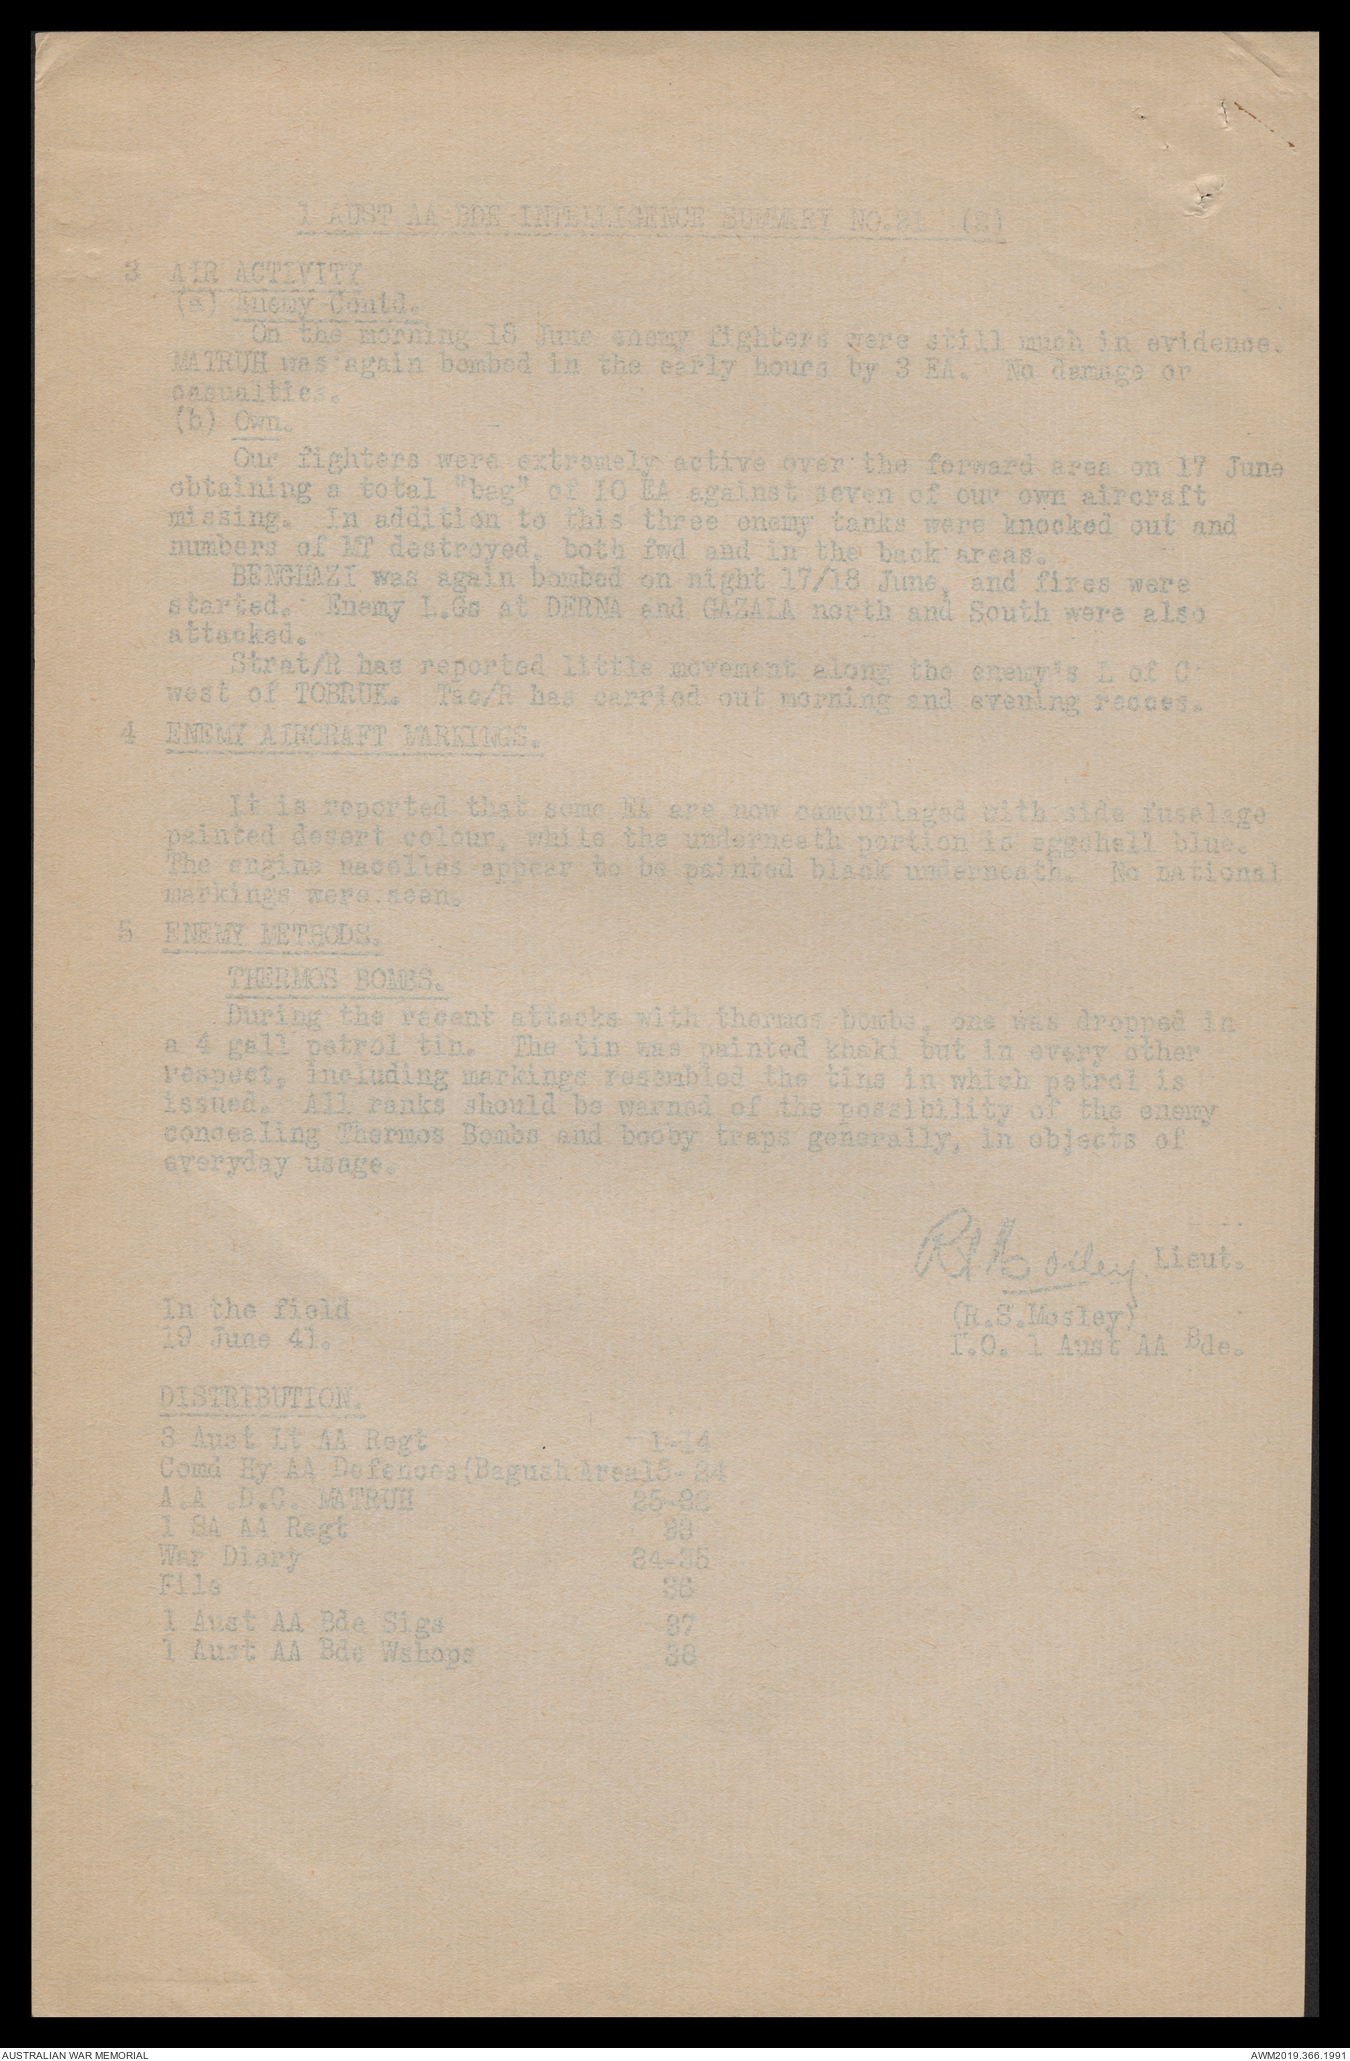 1 AUST AA BDE INTELLIGENCE SUMMARY NO.21 (2)
3 AIR ACTIVITY
(a) Enemy Contd.
On the morning 18 June enemy fighters were still much in evidence.
MATRUH was again bombed in the early hours by 3 EA. No damage or
casualties.
(b) Own.
Our fighters were extremely active over the forward area on 17 June
obtaining a total "bag" of 10 EA against seven of our own aircraft
missing. In addition to this three enemy tanks were knocked out and
numbers of MT destroyed, both fwd and in the back areas.
BENGHAZI was again bombed on night 17/18 June, and fires were
started. Enemy L.Gs at DERNA and GAZALA north and South were also
attacked.
Strat/R has reported little movement along the enemy's L of C
west of TOBRUK. Tac/R has carried out morning and evening recces.
4 ENEMY AIRCRAFT MARKINGS.
It is reported that some EA are now camouflaged with side fuselage
painted desert colour, while the underneath portion is eggshell blue.
The engine nacelles appear to be painted black underneath. No national
markings were seen.
5 ENEMY METHODS.
THERMOS BOMBS.
During the recent attacks with thermos bombs, one was dropped in
a 4 gall petrol tin. The tin was painted khaki but in every other
respect, including markings resembled the tins in which petrol is
issued. All ranks should be warned of the possibility of the enemy
concealing Thermos Bombs and booby traps generally, in objects of
everyday usage.
RSMosley Lieut.
In the field (R.S.Mosley)
19 June 41. I.O. 1 Aust AA Bde.
DISTRIBUTION.
3 Aust Lt AA Regt 1-14
Comd Hy AA Defences(Bagush Area15-24
A.A .D.C. MATRUH 25-32
1 SA AA Regt 33
War Diary 34-35
File 36
1 Aust AA Bde Sigs 37
1 Aust AA Bde Wshops 38
AUSTRALIAN WAR MEMORIAL AWM2019.366.1991